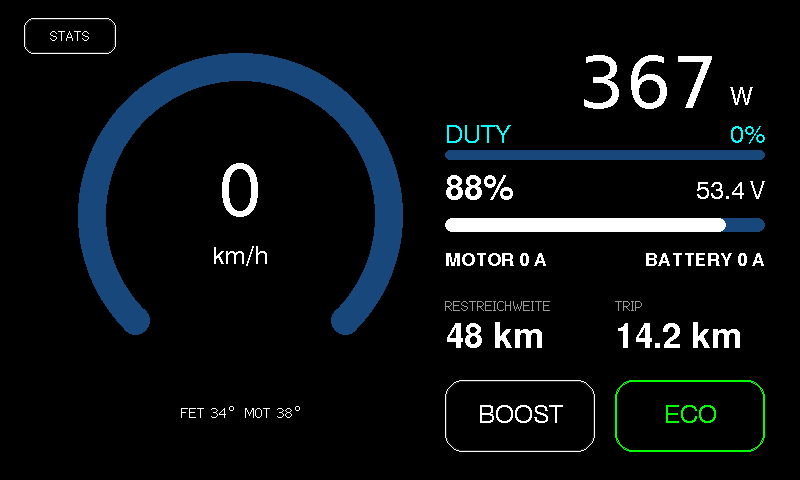 STATS
367 W
DUTY 0%
0
88% 53.4 V
km/h
MOTOR 0 A BATTERY 0 A
RESTREICHWEITE TRIP
48 km 14.2 km
FET 34° MOT 38°
BOOST ECO